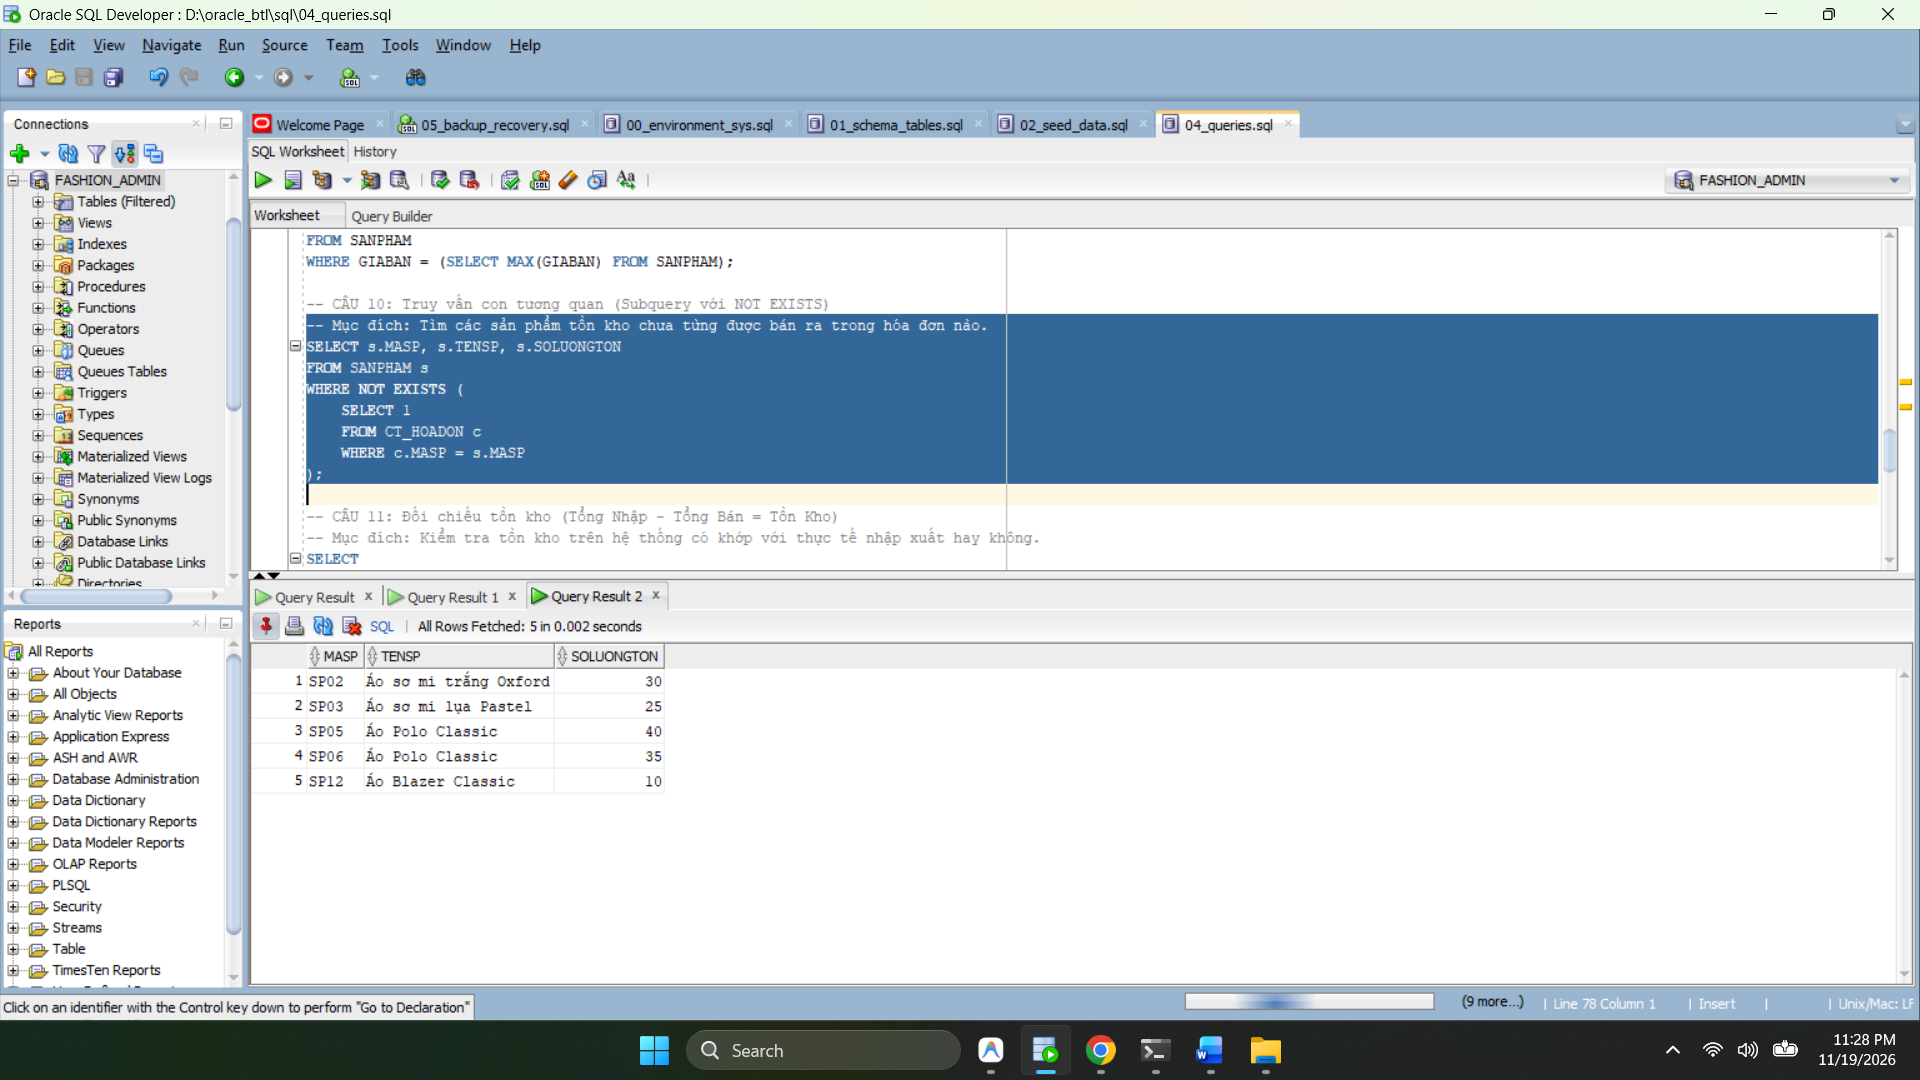 Oracle SQL Developer : D:\oracle_btl\sql\04_queries.sql
File Edit View Navigate Run Source Team Tools Window Help
Connections
FASHION_ADMIN
Tables (Filtered)
Views
Indexes
Packages
Procedures
Functions
Operators
Queues
Queues Tables
Triggers
Types
Sequences
Materialized Views
Materialized View Logs
Synonyms
Public Synonyms
Database Links
Public Database Links
Directories
Reports
All Reports
About Your Database
All Objects
Analytic View Reports
Application Express
ASH and AWR
Database Administration
Data Dictionary
Data Dictionary Reports
Data Modeler Reports
OLAP Reports
PLSQL
Security
Streams
Table
TimesTen Reports
Welcome Page 05_backup_recovery.sql 00_environment_sys.sql 01_schema_tables.sql 02_seed_data.sql 04_queries.sql
SQL Worksheet History
FASHION_ADMIN
Worksheet Query Builder
FROM SANPHAM
WHERE GIABAN = (SELECT MAX(GIABAN) FROM SANPHAM);
-- CÂU 10: Truy vấn con tương quan (Subquery với NOT EXISTS)
-- Mục đích: Tìm các sản phẩm tồn kho chưa từng được bán ra trong hóa đơn nào.
SELECT s.MASP, s.TENSP, s.SOLUONGTON
FROM SANPHAM s
WHERE NOT EXISTS (
SELECT 1
FROM CT_HOADON c
WHERE c.MASP = s.MASP
);
-- CÂU 11: Đối chiếu tồn kho (Tổng Nhập - Tổng Bán = Tồn Kho)
-- Mục đích: Kiểm tra tồn kho trên hệ thống có khớp với thực tế nhập xuất hay không.
SELECT
Query Result Query Result 1 Query Result 2
SQL | All Rows Fetched: 5 in 0.002 seconds
MASP TENSP SOLUONGTON
1 SP02 Áo sơ mi trắng Oxford 30
2 SP03 Áo sơ mi lụa Pastel 25
3 SP05 Áo Polo Classic 40
4 SP06 Áo Polo Classic 35
5 SP12 Áo Blazer Classic 10
Click on an identifier with the Control key down to perform "Go to Declaration"
(9 more...) | Line 78 Column 1 | Insert | | Unix/Mac: LF
Search
11:28 PM
11/19/2026